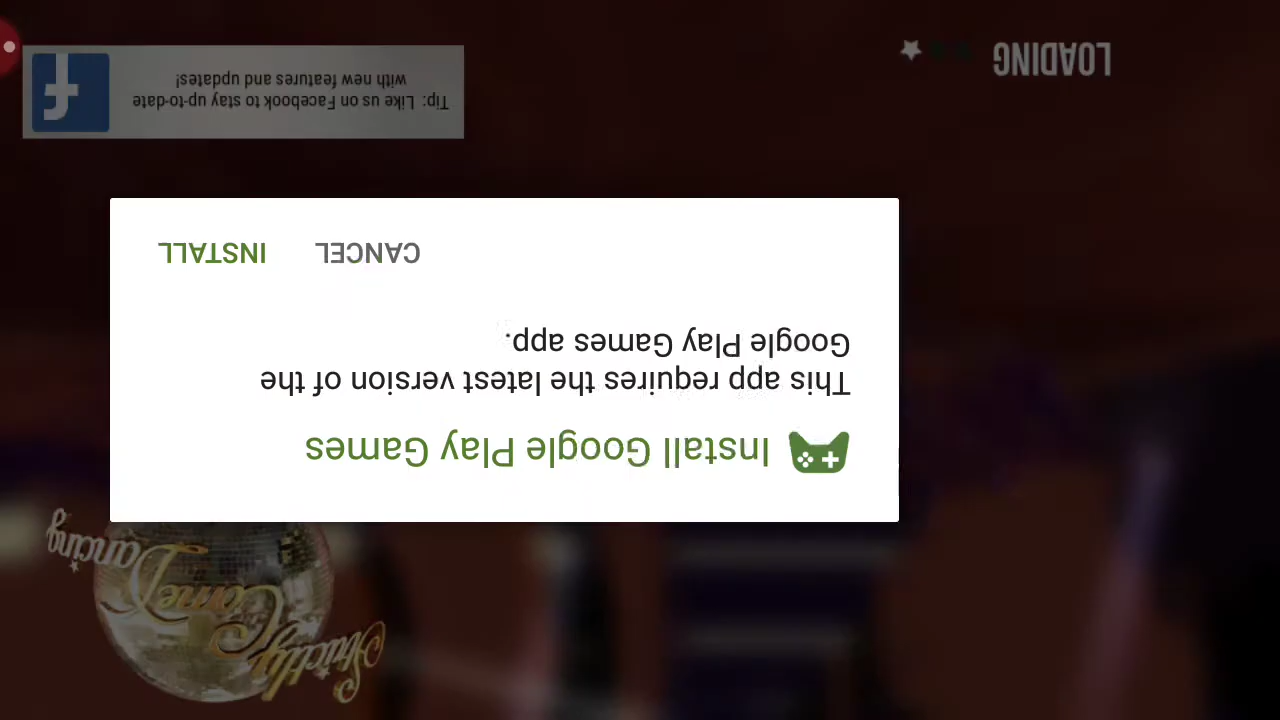 Strictly
Come
Dancing
Install Google Play Games
This app requires the latest version of the
Google Play Games app.
CANCEL
INSTALL
LOADING
Tip: Like us on Facebook to stay up-to-date
with new features and updates!
f